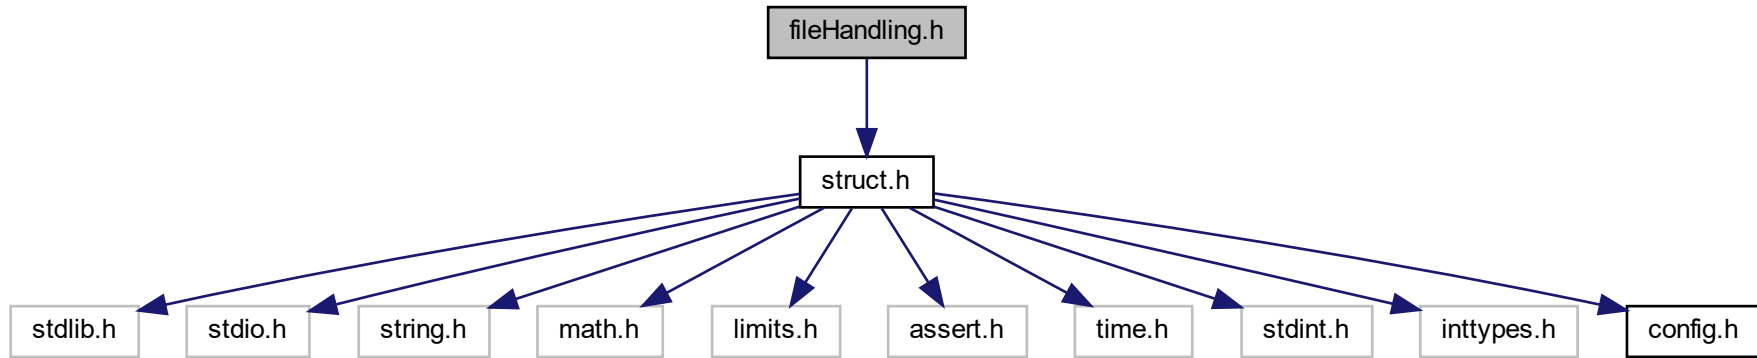 fileHandling.h
struct.h
stdlib.h
stdio.h
string.h
math.h
limits.h
assert.h
time.h
stdint.h
inttypes.h
config.h